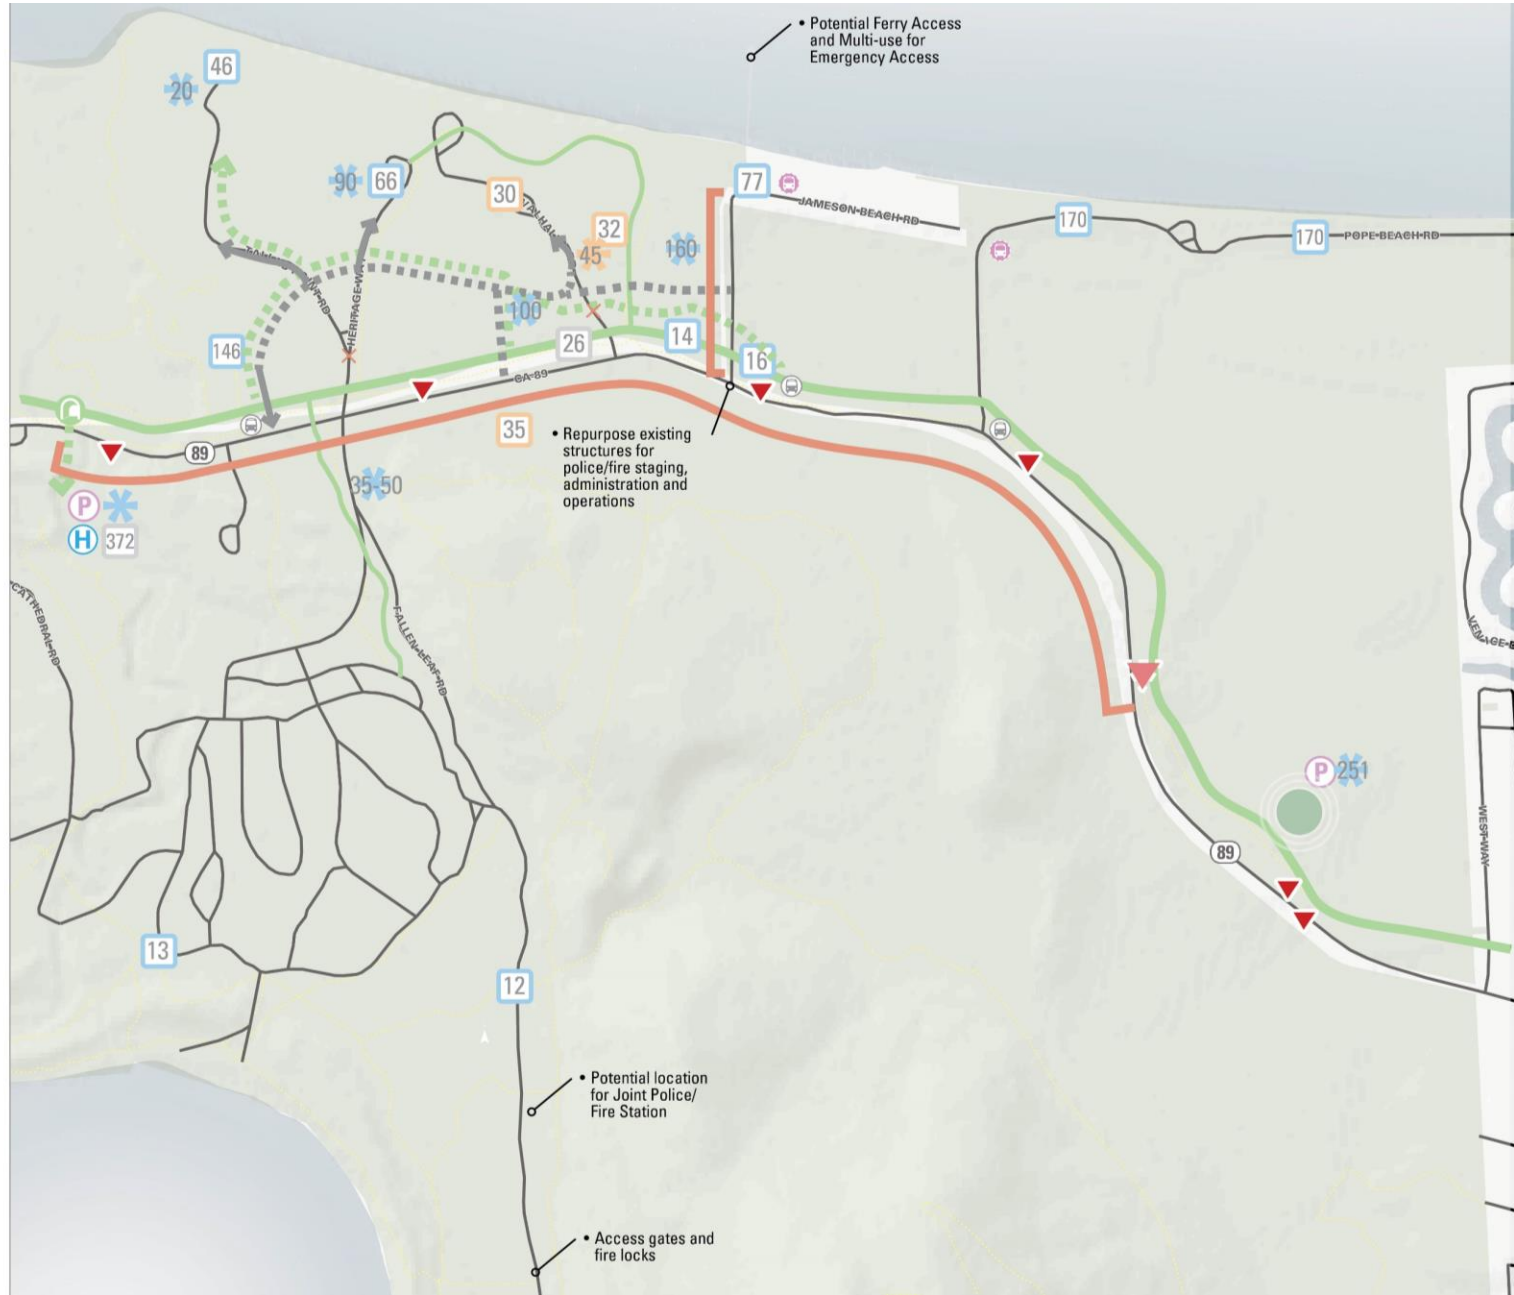 • Potential Ferry Access
and Multi-use for
Emergency Access
46
20
90
66
30
32
45
77
JAMESON BEACH RD
160
170
170
POPE BEACH RD
HERITAGE WAY
100
146
26
14
16
CA-89
35
89
35-50
P
H
372
• Repurpose existing
structures for
police/fire staging,
administration and
operations
CATHEDRAL RD
FALLEN LEAF RD
P
251
WEST WAY
89
13
12
• Potential location
for Joint Police/
Fire Station
• Access gates and
fire locks